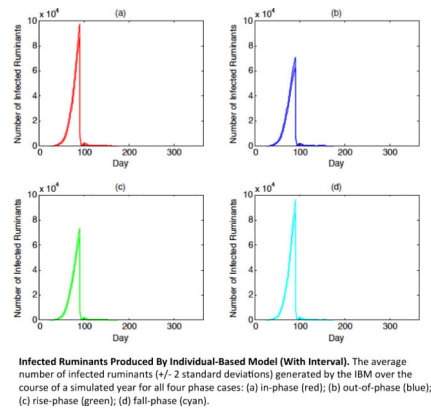 (a)
x 10⁴
10
8
6
4
2
0
0 100 200 300
Day
Number of Infected Ruminants
(b)
x 10⁴
10
8
6
4
2
0
0 100 200 300
Day
Number of Infected Ruminants
(c)
x 10⁴
10
8
6
4
2
0
0 100 200 300
Day
Number of Infected Ruminants
(d)
x 10⁴
10
8
6
4
2
0
0 100 200 300
Day
Number of Infected Ruminants
Infected Ruminants Produced By Individual-Based Model (With Interval). The average
number of infected ruminants (+/- 2 standard deviations) generated by the IBM over the
course of a simulated year for all four phase cases: (a) in-phase (red); (b) out-of-phase (blue);
(c) rise-phase (green); (d) fall-phase (cyan).